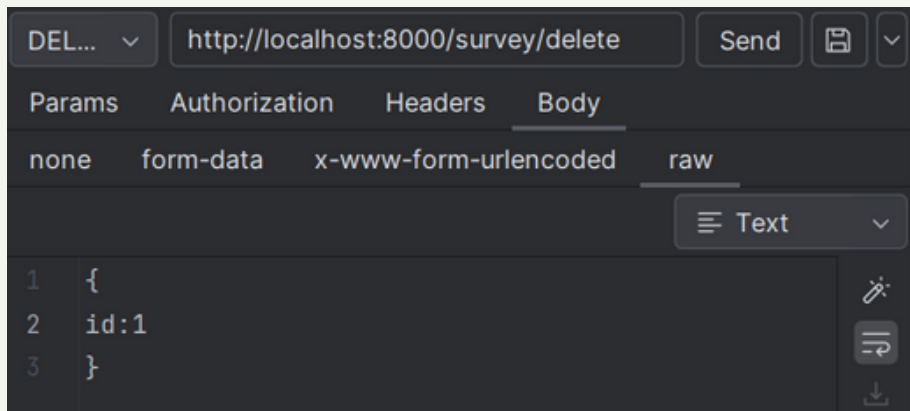 DEL... http://localhost:8000/survey/delete Send
Params Authorization Headers Body
none form-data x-www-form-urlencoded raw
Text
1 {
2 id:1
3 }